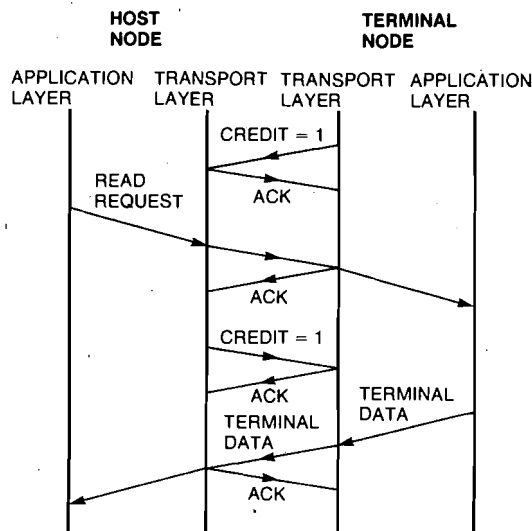 HOST
NODE
TERMINAL
NODE
APPLICATION
LAYER
TRANSPORT
LAYER
TRANSPORT
LAYER
APPLICATION
LAYER
CREDIT = 1
ACK
READ
REQUEST
ACK
CREDIT = 1
ACK
TERMINAL
DATA
TERMINAL
DATA
ACK